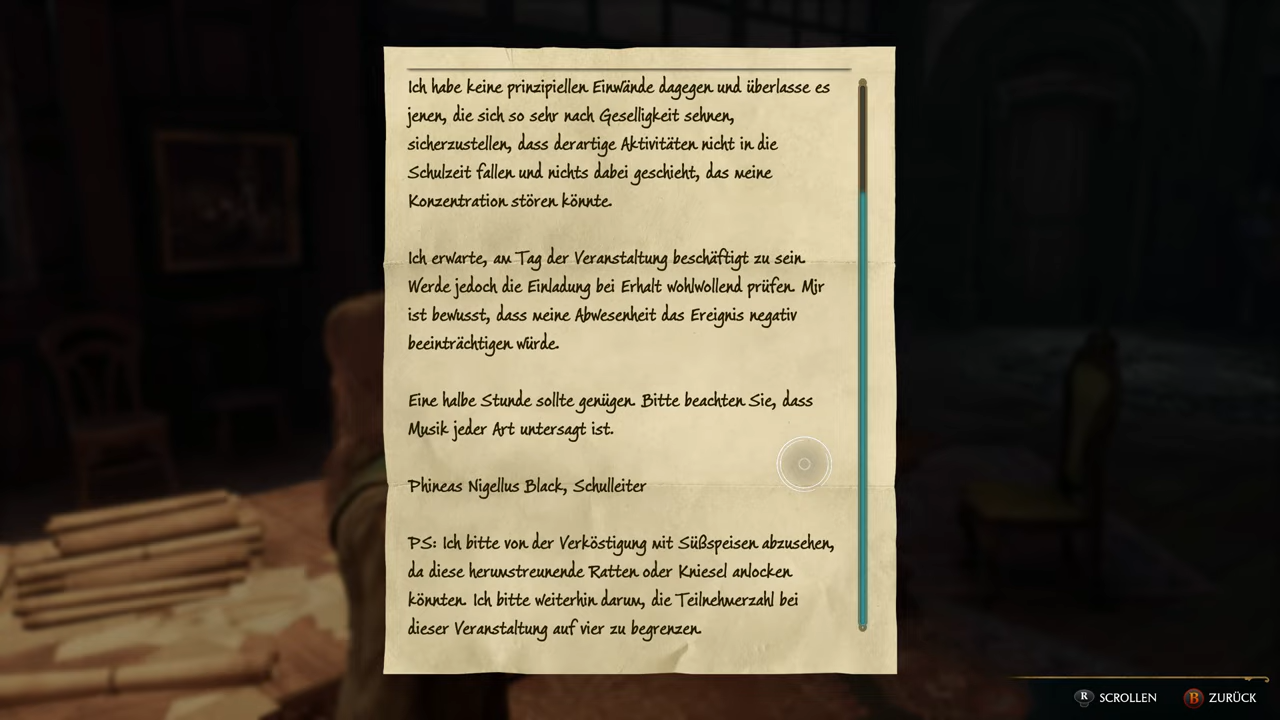 Ich habe keine prinzipiellen Einwände dagegen und überlasse es
jenen, die sich so sehr nach Geselligkeit sehnen,
sicherzustellen, dass derartige Aktivitäten nicht in die
Schulzeit fallen und nichts dabei geschieht, das meine
Konzentration stören könnte.
Ich erwarte, am Tag der Veranstaltung beschäftigt zu sein.
Werde jedoch die Einladung bei Erhalt wohlwollend prüfen. Mir
ist bewusst, dass meine Abwesenheit das Ereignis negativ
beeinträchtigen würde.
Eine halbe Stunde sollte genügen. Bitte beachten Sie, dass
Musik jeder Art untersagt ist.
Phineas Nigellus Black, Schulleiter
PS: Ich bitte von der Verköstigung mit Süßspeisen abzusehen,
da diese herumstreunende Ratten oder Kniesel anlocken
könnten. Ich bitte weiterhin darum, die Teilnehmerzahl bei
dieser Veranstaltung auf vier zu begrenzen.
R SCROLLEN B ZURÜCK